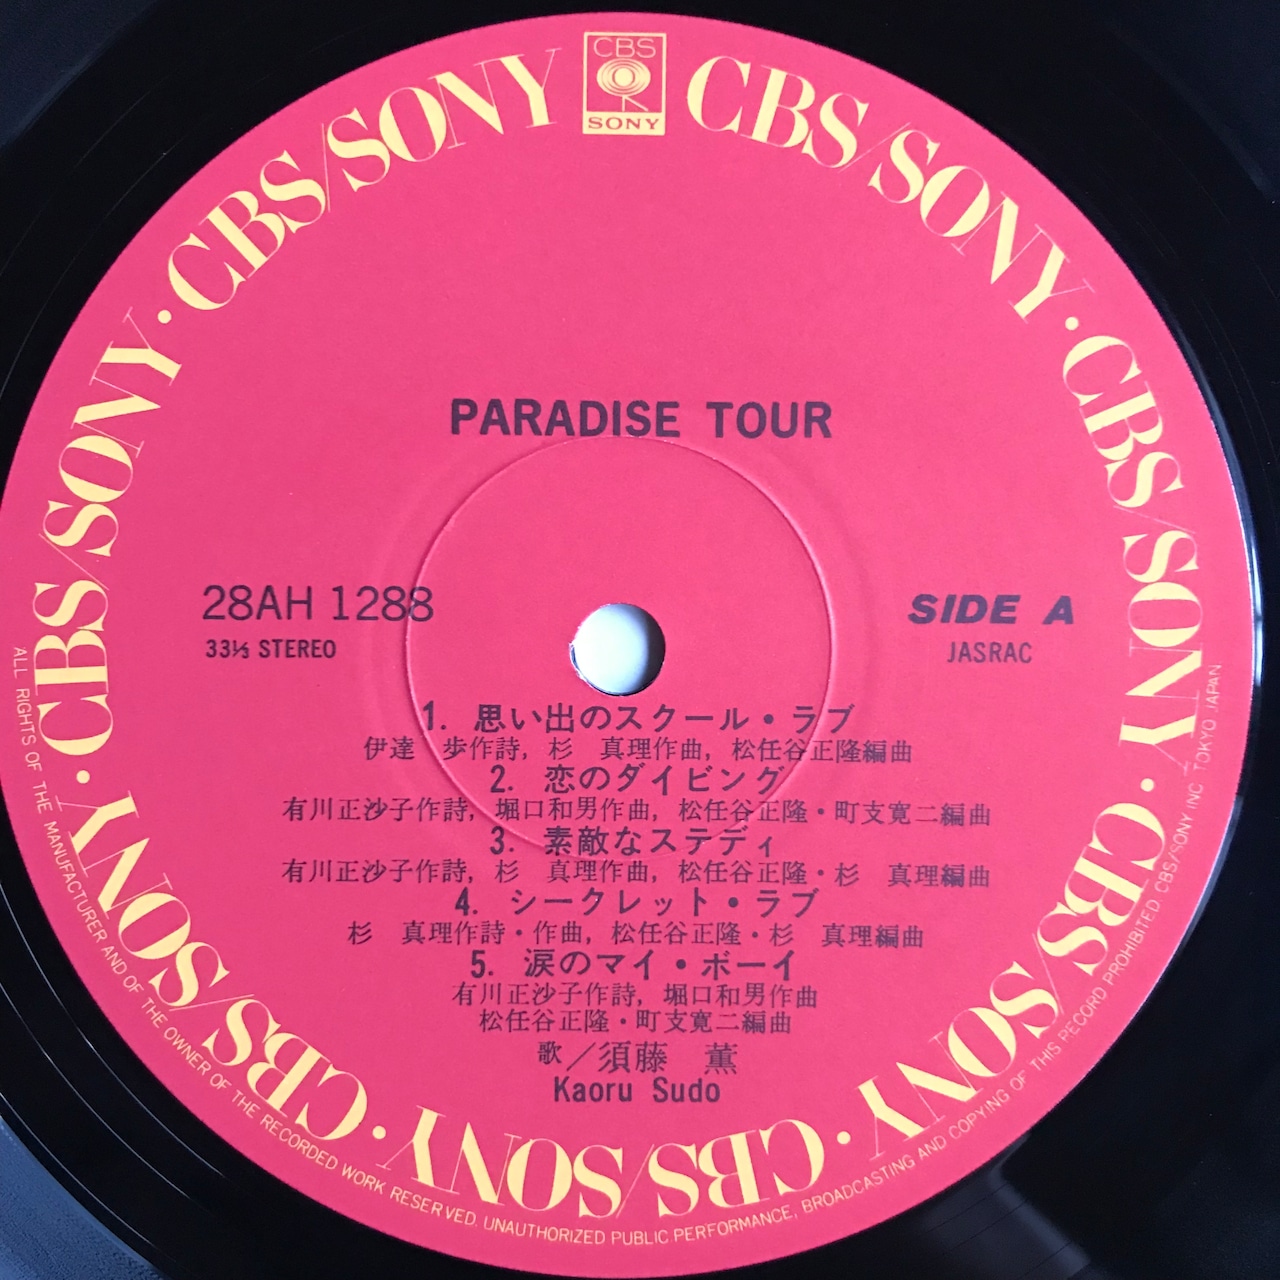 CBS
SONY
CBS/SONY · CBS/SONY · CBS/SONY · CBS/SONY · CBS/SONY · CBS/SONY · CBS/SONY · CBS/SONY
PARADISE TOUR
28AH 1288
33⅓ STEREO
SIDE A
JASRAC
1. 思い出のスクール・ラブ
伊達 歩作詩, 杉 真理作曲, 松任谷正隆編曲
2. 恋のダイビング
有川正沙子作詩, 堀口和男作曲, 松任谷正隆・町支寛二編曲
3. 素敵なステディ
有川正沙子作詩, 杉 真理作曲, 松任谷正隆・杉 真理編曲
4. シークレット・ラブ
杉 真理作詩・作曲, 松任谷正隆・杉 真理編曲
5. 涙のマイ・ボーイ
有川正沙子作詩, 堀口和男作曲
松任谷正隆・町支寛二編曲
歌／須藤 薫
Kaoru Sudo
ALL RIGHTS OF THE MANUFACTURER AND OF THE OWNER OF THE RECORDED WORK RESERVED. UNAUTHORIZED PUBLIC PERFORMANCE, BROADCASTING AND COPYING OF THIS RECORD PROHIBITED. CBS/SONY INC. TOKYO JAPAN